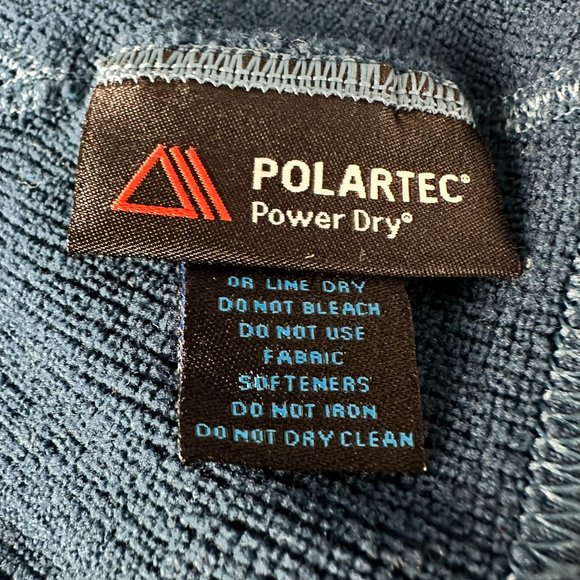 POLARTEC®
Power Dry®
OR LINE DRY
DO NOT BLEACH
DO NOT USE
FABRIC
SOFTENERS
DO NOT IRON
DO NOT DRY CLEAN